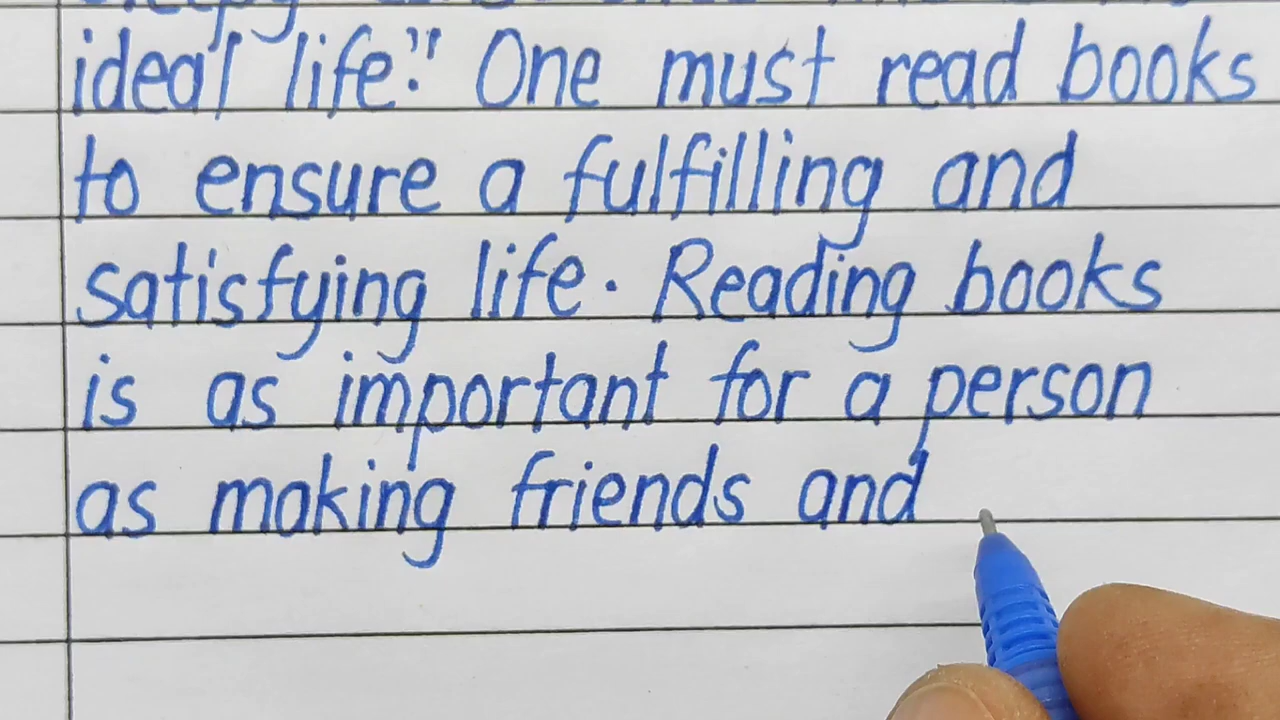 ideal life." One must read books
to ensure a fulfilling and
satisfying life. Reading books
is as important for a person
as making friends and